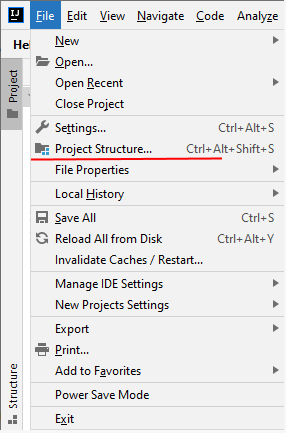 IJ File Edit View Navigate Code Analyze
He
Project
New
Open...
Open Recent
Close Project
Settings... Ctrl+Alt+S
Project Structure... Ctrl+Alt+Shift+S
File Properties
Local History
Save All Ctrl+S
Reload All from Disk Ctrl+Alt+Y
Invalidate Caches / Restart...
Manage IDE Settings
New Projects Settings
Export
Print...
Add to Favorites
Power Save Mode
Exit
Structure